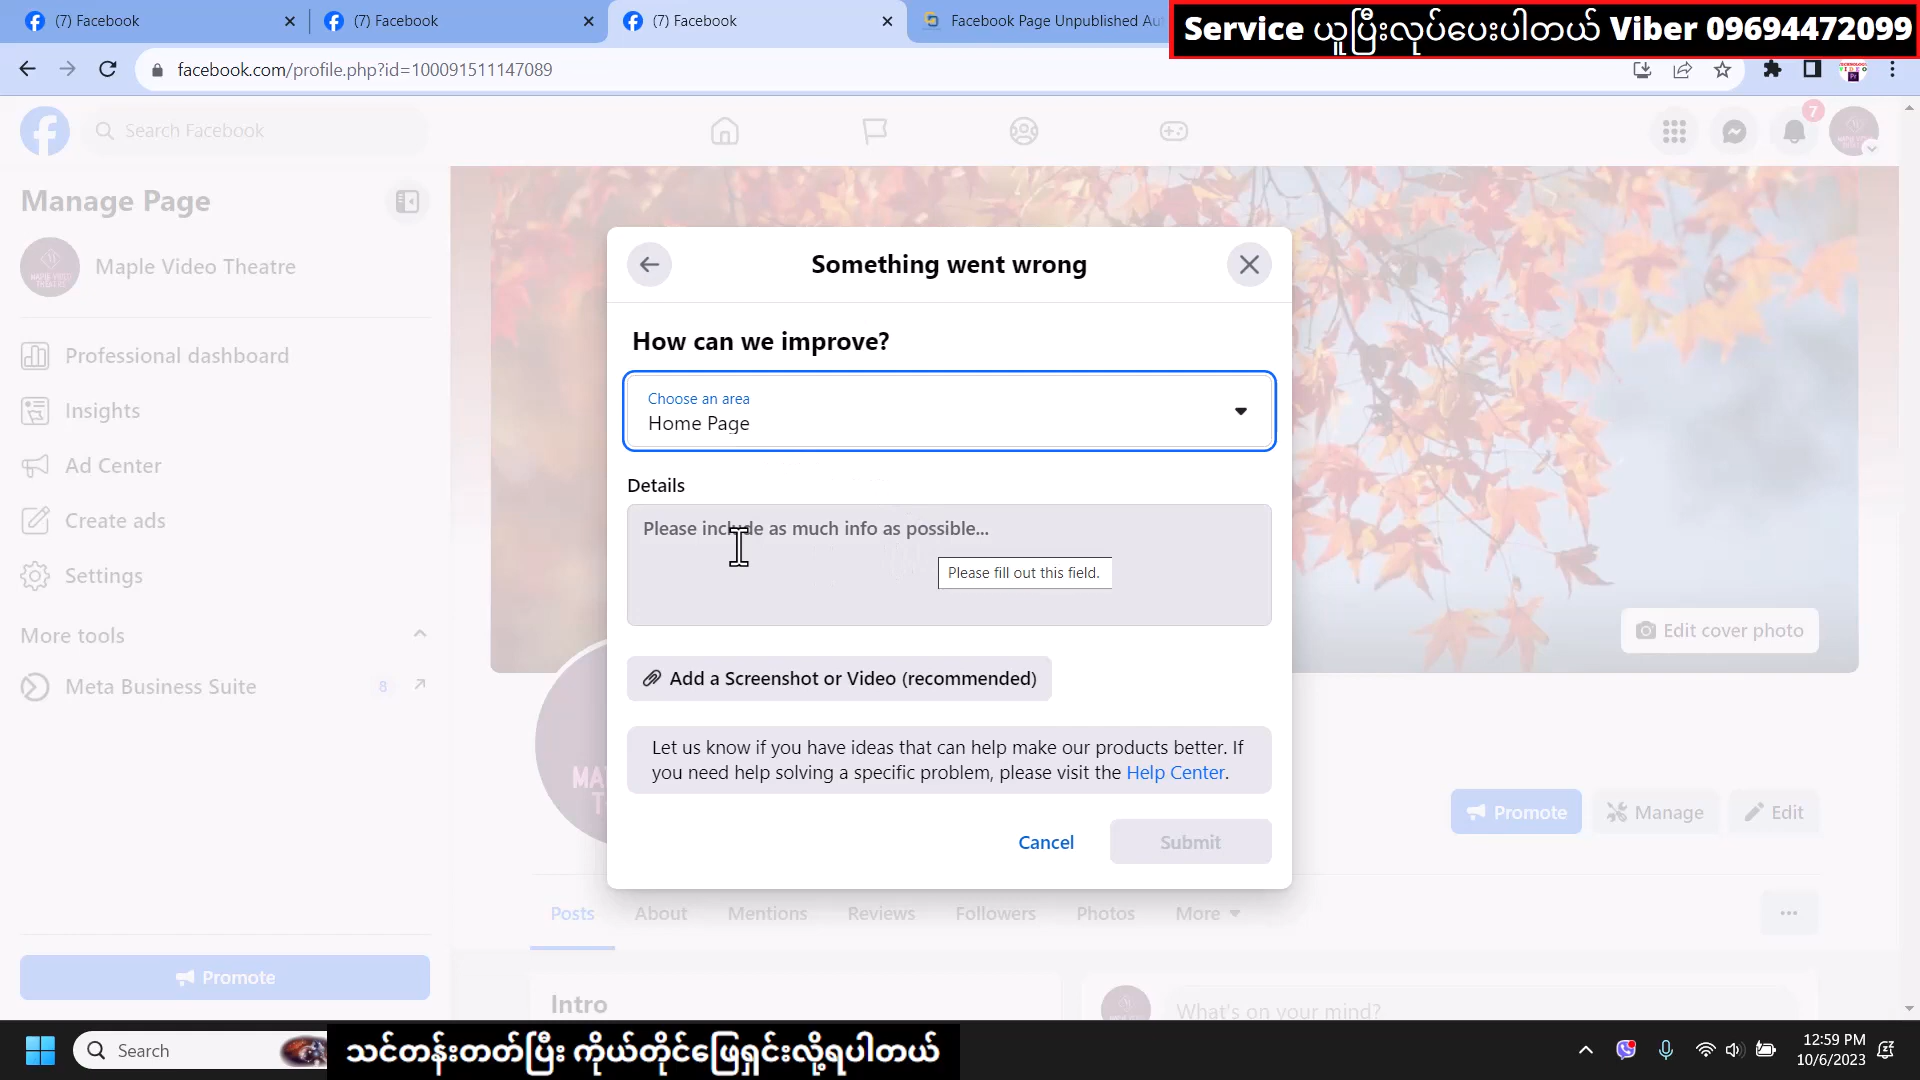 (7) Facebook
(7) Facebook
(7) Facebook
Facebook Page Unpublished Au
Service ယူပြီးလုပ်ပေးပါတယ် Viber 09694472099
facebook.com/profile.php?id=100091511147089
Search Facebook
7
Manage Page
Maple Video Theatre
Professional dashboard
Insights
Ad Center
Create ads
Settings
More tools
Meta Business Suite
8
Promote
Something went wrong
How can we improve?
Choose an area
Home Page
Details
Please include as much info as possible...
Please fill out this field.
Add a Screenshot or Video (recommended)
Let us know if you have ideas that can help make our products better. If
you need help solving a specific problem, please visit the Help Center.
Cancel
Submit
Edit cover photo
Promote
Manage
Edit
Posts
About
Mentions
Reviews
Followers
Photos
More
Intro
What's on your mind?
Search
သင်တန်းတတ်ပြီး ကိုယ်တိုင်ဖြေရှင်းလို့ရပါတယ်
12:59 PM
10/6/2023